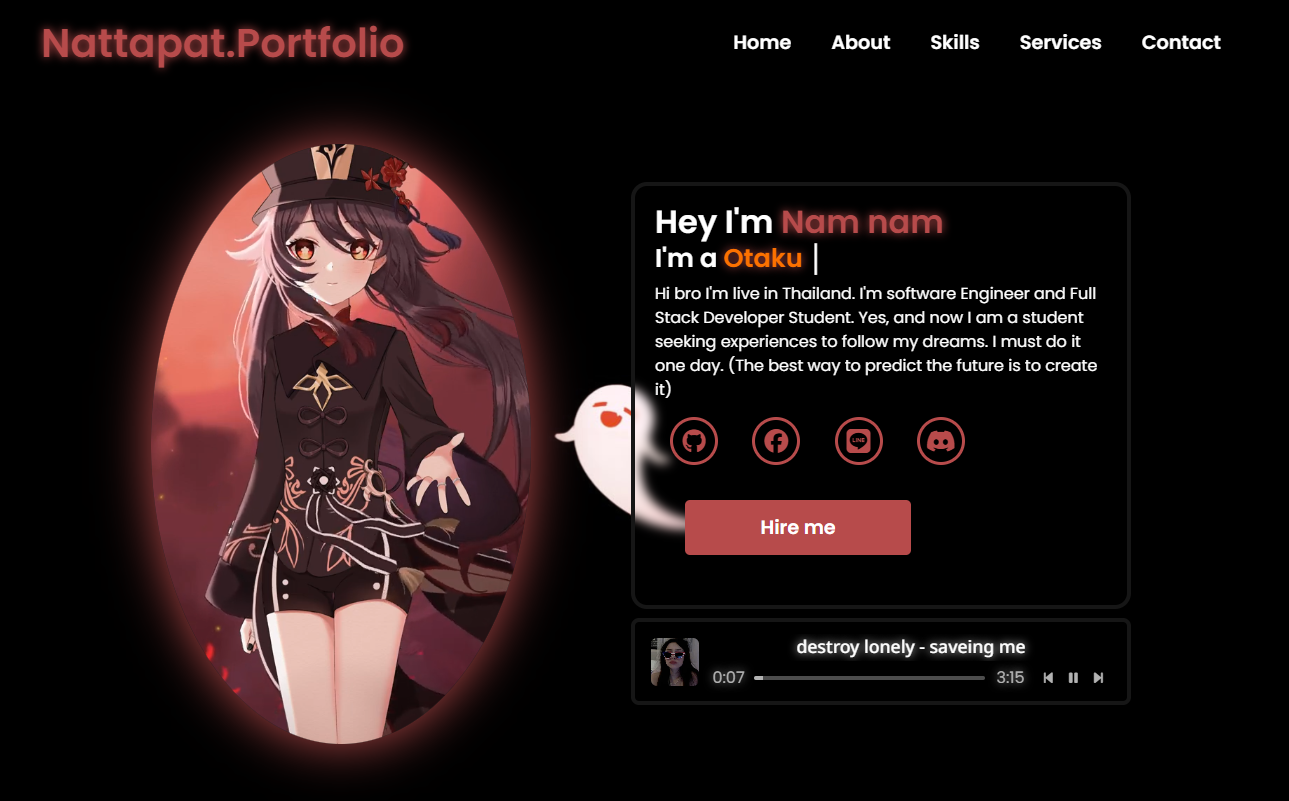 Nattapat.Portfolio
Home About Skills Services Contact
Hey I'm Nam nam
I'm a Otaku |
Hi bro I'm live in Thailand. I'm software Engineer and Full
Stack Developer Student. Yes, and now I am a student
seeking experiences to follow my dreams. I must do it
one day. (The best way to predict the future is to create
it)
LINE
Hire me
destroy lonely - saveing me
0:07 3:15